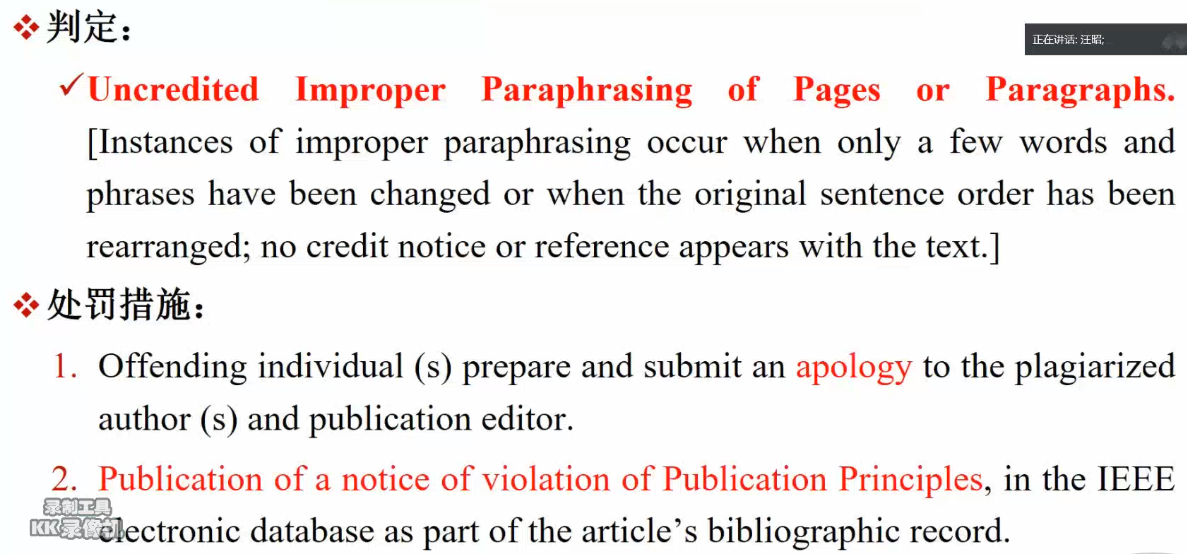 ❖ 判定：
正在讲话: 汪昭;
✓Uncredited Improper Paraphrasing of Pages or Paragraphs.
[Instances of improper paraphrasing occur when only a few words and
phrases have been changed or when the original sentence order has been
rearranged; no credit notice or reference appears with the text.]
❖ 处罚措施：
1. Offending individual (s) prepare and submit an apology to the plagiarized
author (s) and publication editor.
2. Publication of a notice of violation of Publication Principles, in the IEEE
electronic database as part of the article’s bibliographic record.
录制工具
KK录像机